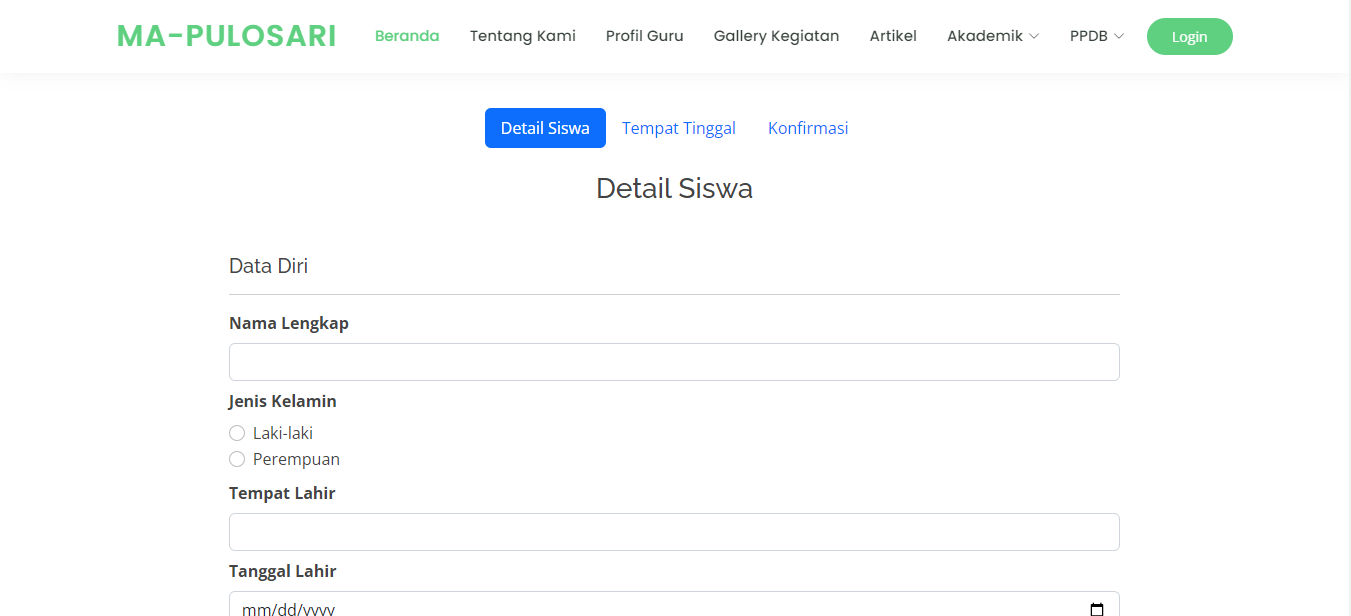 MA-PULOSARI Beranda Tentang Kami Profil Guru Gallery Kegiatan Artikel Akademik PPDB Login
Detail Siswa Tempat Tinggal Konfirmasi
Detail Siswa
Data Diri
Nama Lengkap
Jenis Kelamin
Laki-laki
Perempuan
Tempat Lahir
Tanggal Lahir
mm/dd/yyyy